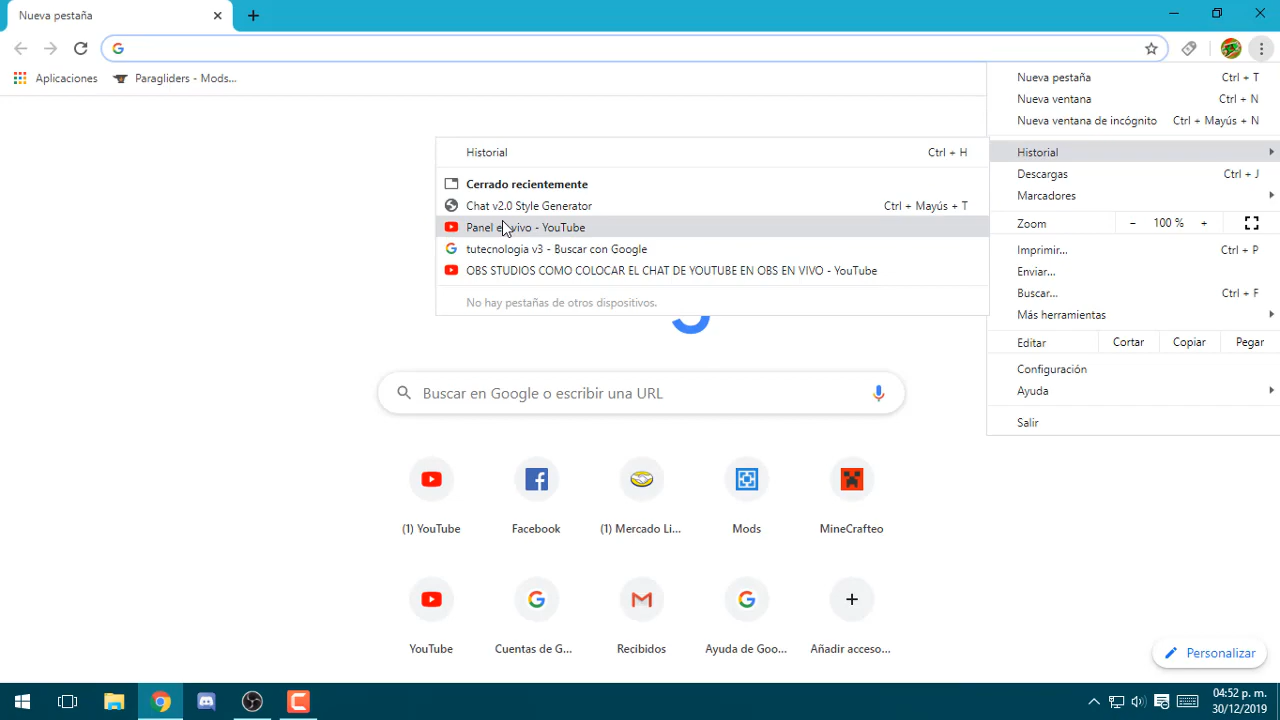 Nueva pestaña
Aplicaciones
Paragliders - Mods...
Nueva pestaña Ctrl + T
Nueva ventana Ctrl + N
Nueva ventana de incógnito Ctrl + Mayús + N
Historial
Descargas Ctrl + J
Marcadores
Zoom - 100 % +
Imprimir... Ctrl + P
Enviar...
Buscar... Ctrl + F
Más herramientas
Editar Cortar Copiar Pegar
Configuración
Ayuda
Salir
Historial Ctrl + H
Cerrado recientemente
Chat v2.0 Style Generator Ctrl + Mayús + T
Panel en vivo - YouTube
tutecnologia v3 - Buscar con Google
OBS STUDIOS COMO COLOCAR EL CHAT DE YOUTUBE EN OBS EN VIVO - YouTube
No hay pestañas de otros dispositivos.
Buscar en Google o escribir una URL
(1) YouTube
Facebook
(1) Mercado Li...
Mods
MineCrafteo
YouTube
Cuentas de G...
Recibidos
Ayuda de Goo...
Añadir acceso...
Personalizar
04:52 p. m.
30/12/2019